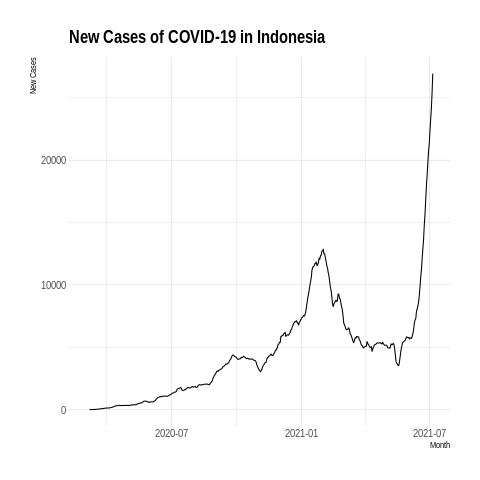 New Cases of COVID-19 in Indonesia
New Cases
20000
10000
0
2020-07
2021-01
2021-07
Month